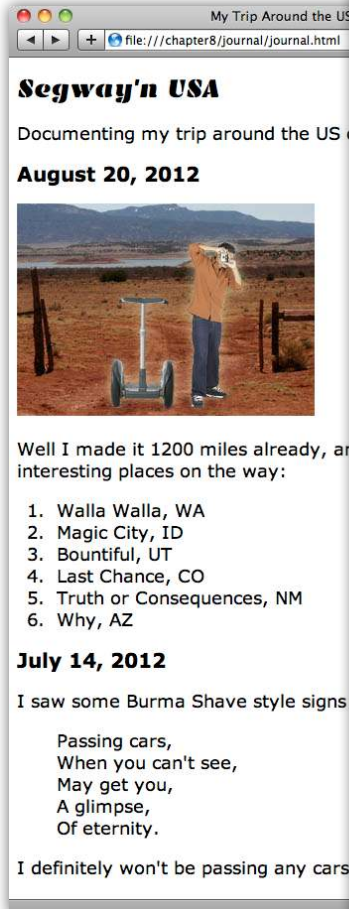 My Trip Around the US
file:///chapter8/journal/journal.html
Segway'n USA
Documenting my trip around the US
August 20, 2012
Well I made it 1200 miles already, an
interesting places on the way:
1. Walla Walla, WA
2. Magic City, ID
3. Bountiful, UT
4. Last Chance, CO
5. Truth or Consequences, NM
6. Why, AZ
July 14, 2012
I saw some Burma Shave style signs
Passing cars,
When you can't see,
May get you,
A glimpse,
Of eternity.
I definitely won't be passing any cars